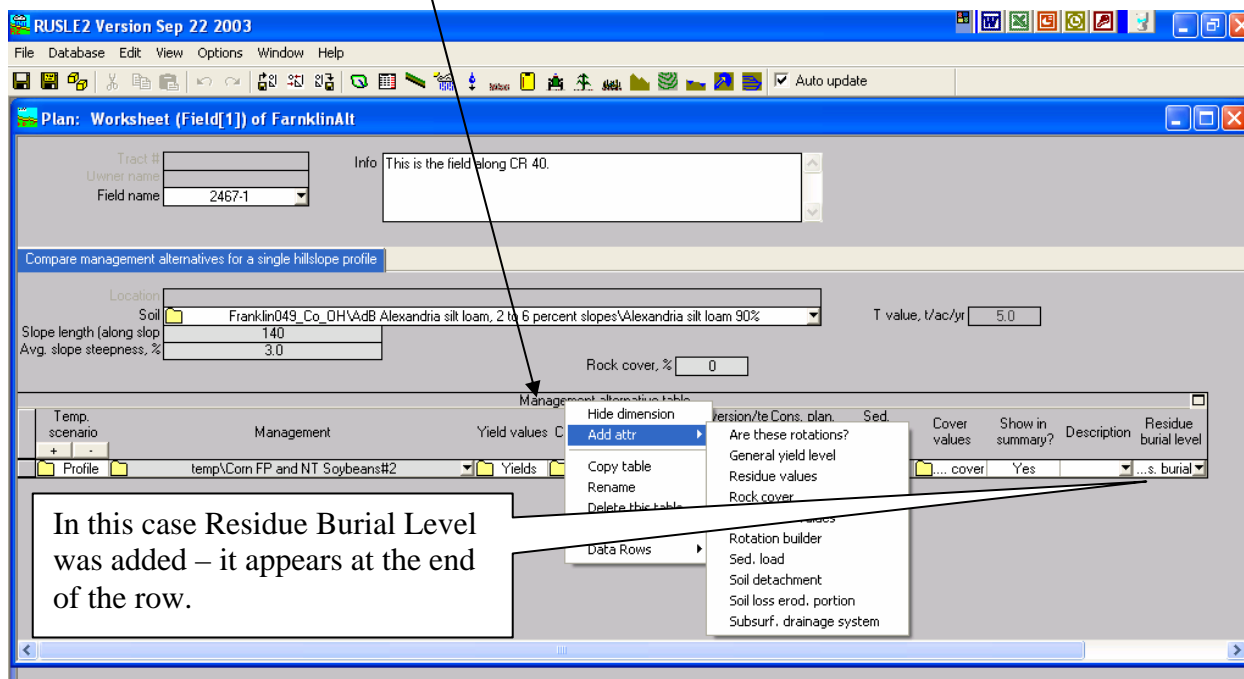 RUSLE2 Version Sep 22 2003
File Database Edit View Options Window Help
Auto update
Plan: Worksheet (Field[1]) of FarnklinAlt
Tract #
Owner name
Field name 2467-1
Info This is the field along CR 40.
Compare management alternatives for a single hillslope profile
Location
Soil Franklin049_Co_OH\AdB Alexandria silt loam, 2 to 6 percent slopes\Alexandria silt loam 90%
T value, t/ac/yr 5.0
Slope length (along slop 140
Avg. slope steepness, % 3.0
Rock cover, % 0
Management alternative table
Temp. scenario
+ -
Management
Yield values
C
version/te
Cons. plan.
Sed.
Cover values
Show in summary?
Description
Residue burial level
Profile temp\Corn FP and NT Soybeans#2 Yields .... cover Yes ...s. burial
Hide dimension
Add attr
Copy table
Rename
Delete this table
Data Rows
Are these rotations?
General yield level
Residue values
Rock cover
Rotation builder
Sed. load
Soil detachment
Soil loss erod. portion
Subsurf. drainage system
In this case Residue Burial Level
was added – it appears at the end
of the row.